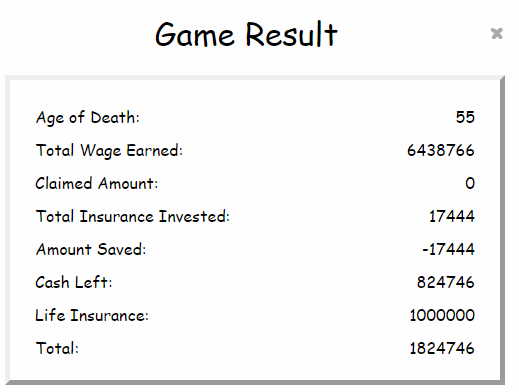 Game Result
Age of Death: 55
Total Wage Earned: 6438766
Claimed Amount: 0
Total Insurance Invested: 17444
Amount Saved: -17444
Cash Left: 824746
Life Insurance: 1000000
Total: 1824746